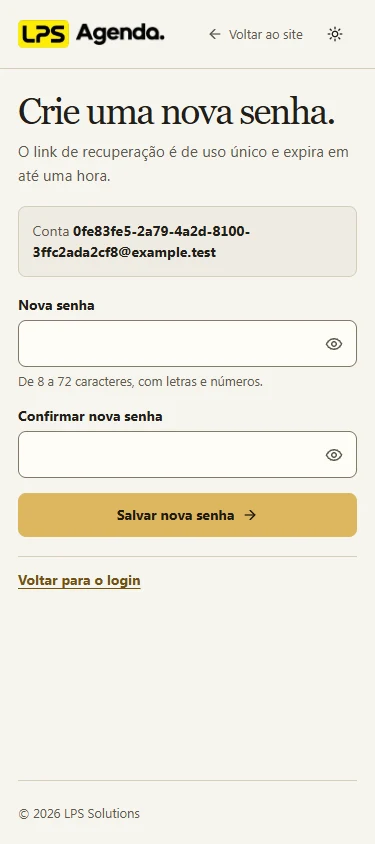 LPS Agenda.
Voltar ao site
Crie uma nova senha.
O link de recuperação é de uso único e expira em
até uma hora.
Conta 0fe83fe5-2a79-4a2d-8100-
3ffc2ada2cf8@example.test
Nova senha
De 8 a 72 caracteres, com letras e números.
Confirmar nova senha
Salvar nova senha
Voltar para o login
© 2026 LPS Solutions